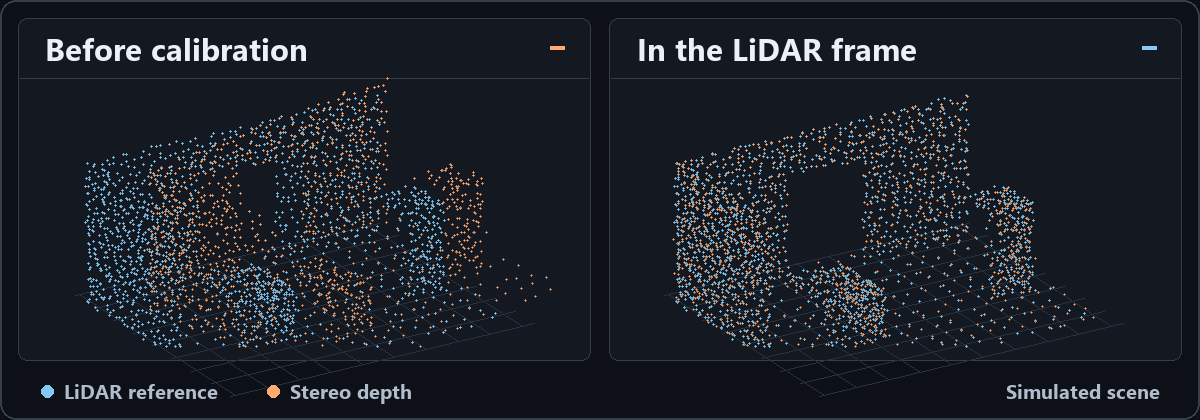 Before calibration
In the LiDAR frame
LiDAR reference
Stereo depth
Simulated scene